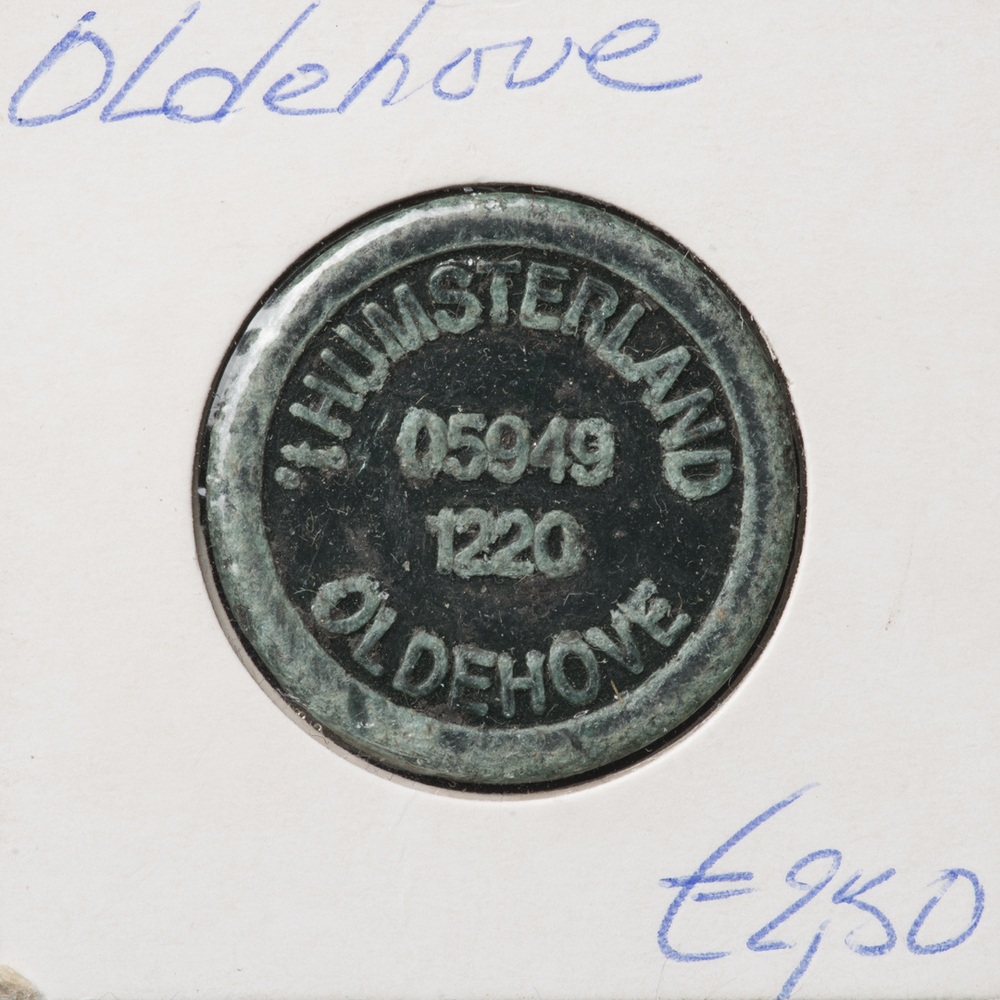 Oldehove
't HUMSTERLAND
05949
1220
OLDEHOVE
€2,50